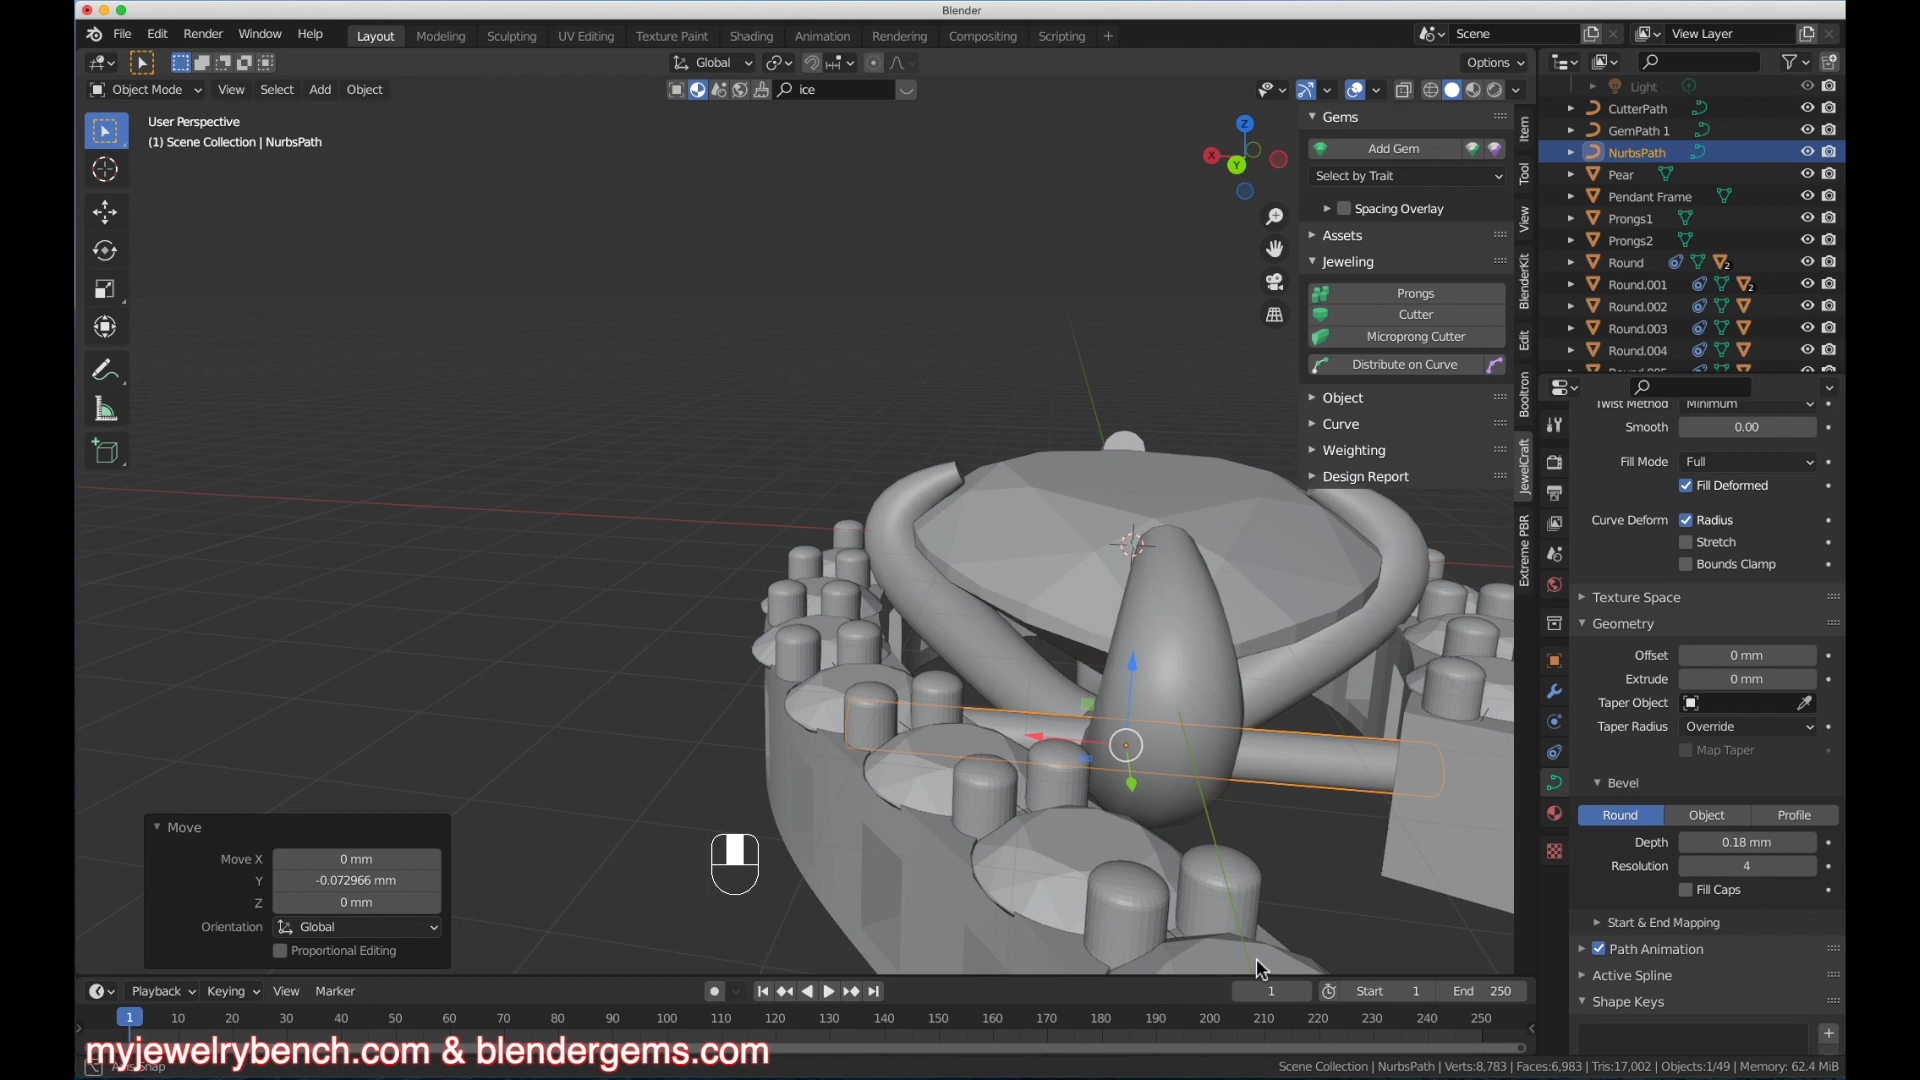 Blender
File Edit Render Window Help Layout Modeling Sculpting UV Editing Texture Paint Shading Animation Rendering Compositing Scripting + Scene View Layer
Global Options
Object Mode View Select Add Object ice
User Perspective
(1) Scene Collection | NurbsPath
X Y Z
Gems
Add Gem
Select by Trait
Spacing Overlay
Assets
Jeweling
Prongs
Cutter
Microprong Cutter
Distribute on Curve
Object
Curve
Weighting
Design Report
Item
Tool
View
BlenderKit
Edit
Booltron
JewelCraft
Extreme PBR
Light
CutterPath
GemPath 1
NurbsPath
Pear
Pendant Frame
Prongs1
Prongs2
Round 2
Round.001 2
Round.002
Round.003
Round.004
Twist Method Minimum
Smooth 0.00
Fill Mode Full
Fill Deformed
Curve Deform Radius
Stretch
Bounds Clamp
Texture Space
Geometry
Offset 0 mm
Extrude 0 mm
Taper Object
Taper Radius Override
Map Taper
Bevel
Round Object Profile
Depth 0.18 mm
Resolution 4
Fill Caps
Start & End Mapping
Path Animation
Active Spline
Shape Keys
+
Move
Move X 0 mm
Y -0.072966 mm
Z 0 mm
Orientation Global
Proportional Editing
Playback Keying View Marker 1 Start 1 End 250
1 10 20 30 40 50 60 70 80 90 100 110 120 130 140 150 160 170 180 190 200 210 220 230 240 250
myjewelrybench.com & blendergems.com
Scene Collection | NurbsPath | Verts:8,783 | Faces:6,983 | Tris:17,002 | Objects:1/49 | Memory: 62.4 MiB